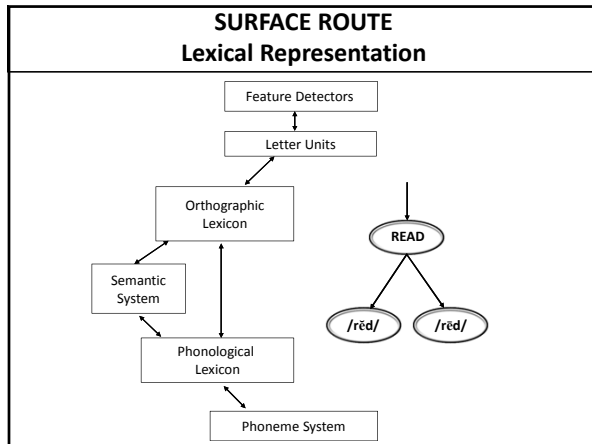 SURFACE ROUTE
Lexical Representation
Feature Detectors
Letter Units
Orthographic
Lexicon
Semantic
System
Phonological
Lexicon
Phoneme System
READ
/rĕd/
/rēd/